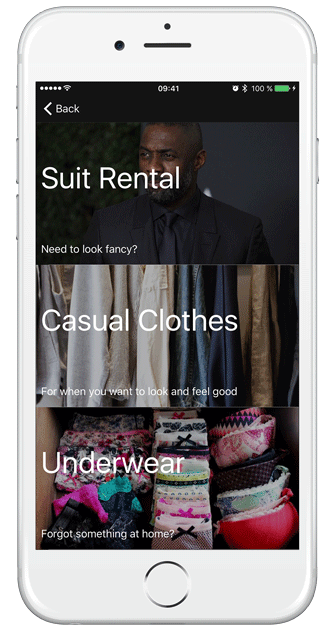 09:41
100 %
Back
Suit Rental
Need to look fancy?
Casual Clothes
For when you want to look and feel good
Underwear
Forgot something at home?